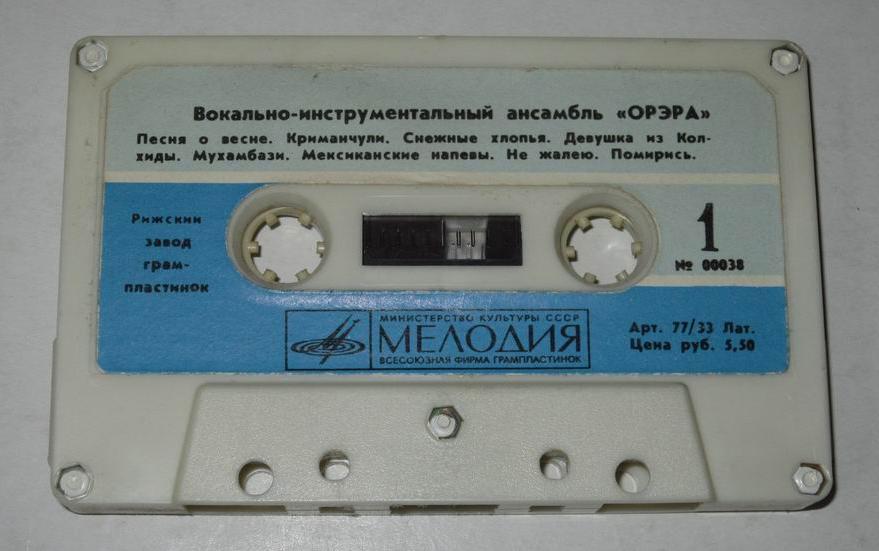 Вокально-инструментальный ансамбль «ОРЭРА»
Песня о весне. Криманчули. Снежные хлопья. Девушка из Кол-
хиды. Мухамбази. Мексиканские напевы. Не жалею. Помирись.
Рижский
завод
грам-
пластинок
1
№ 00038
МИНИСТЕРСТВО КУЛЬТУРЫ СССР
МЕЛОДИЯ
ВСЕСОЮЗНАЯ ФИРМА ГРАМПЛАСТИНОК
Арт. 77/33 Лат.
Цена руб. 5,50